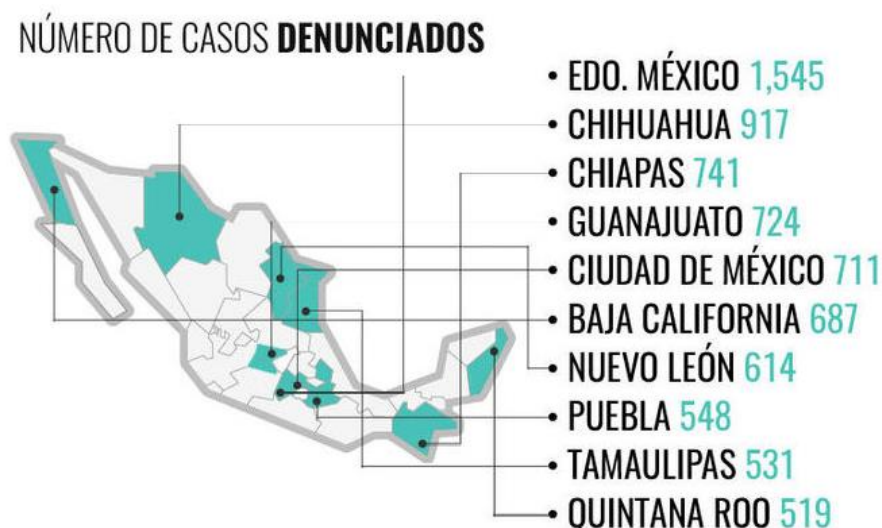 NÚMERO DE CASOS DENUNCIADOS
• EDO. MÉXICO 1,545
• CHIHUAHUA 917
• CHIAPAS 741
• GUANAJUATO 724
• CIUDAD DE MÉXICO 711
• BAJA CALIFORNIA 687
• NUEVO LEÓN 614
• PUEBLA 548
• TAMAULIPAS 531
• QUINTANA ROO 519